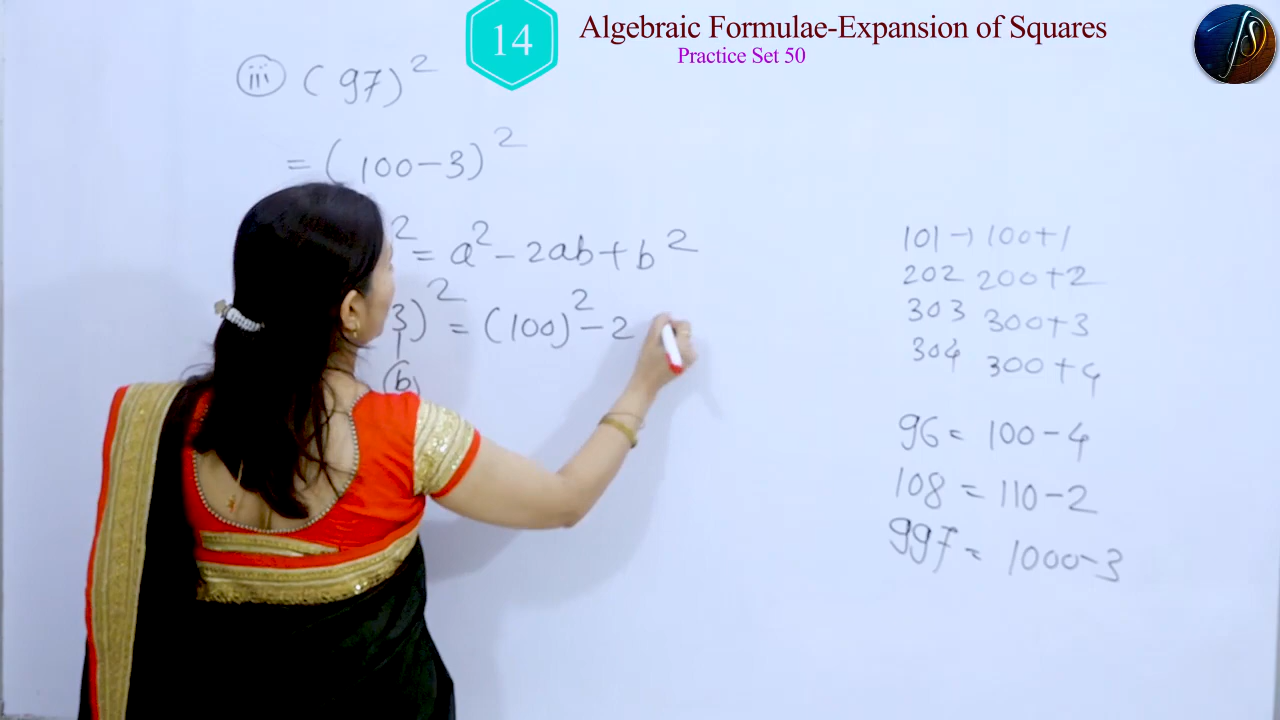 14
Algebraic Formulae-Expansion of Squares
Practice Set 50
iii (97)²
= (100-3)²
² = a² - 2ab + b²
3)² = (100)² - 2
(b)
101 → 100+1
202 200+2
303 300+3
304 300+4
96 = 100-4
108 = 110-2
997 = 1000-3